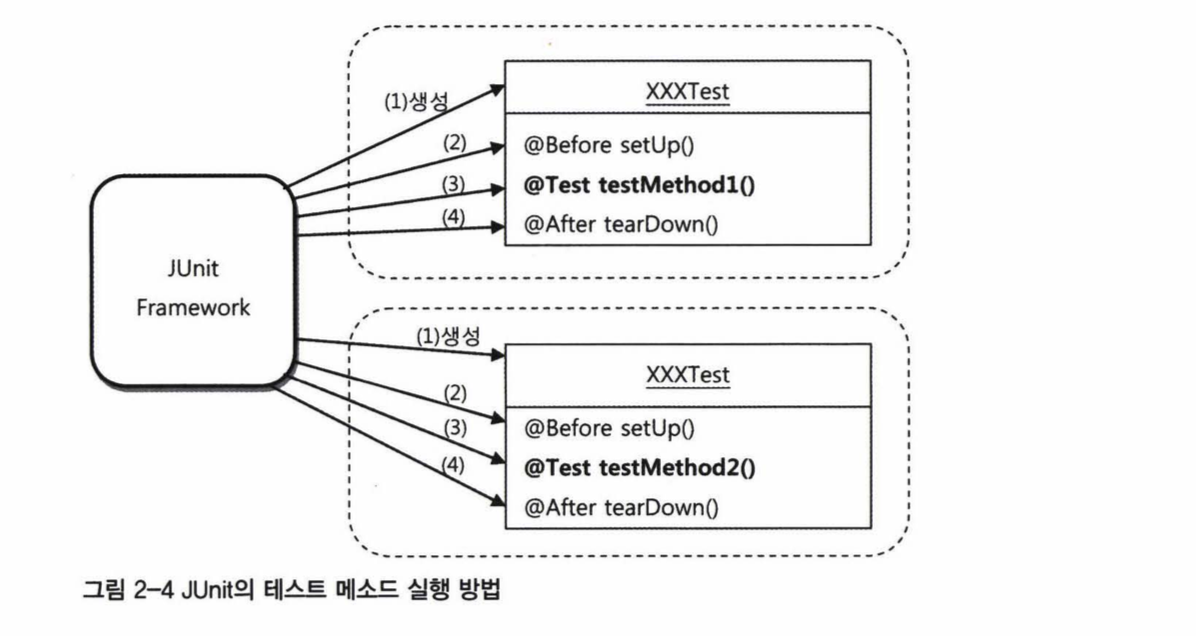 (1)생성
XXXTest
(2)
@Before setUp()
(3)
@Test testMethod1()
(4)
@After tearDown()
JUnit
Framework
(1)생성
XXXTest
(2)
@Before setUp()
(3)
@Test testMethod2()
(4)
@After tearDown()
그림 2-4 JUnit의 테스트 메소드 실행 방법